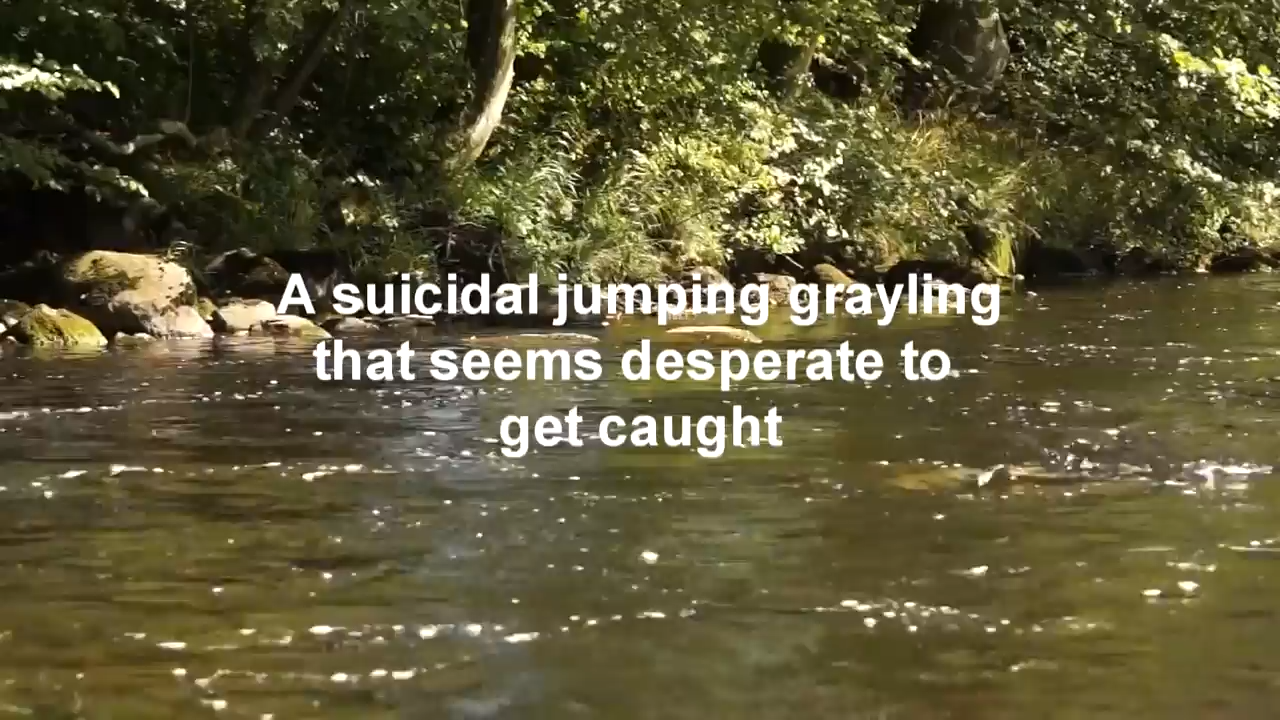 A suicidal jumping grayling
that seems desperate to
get caught